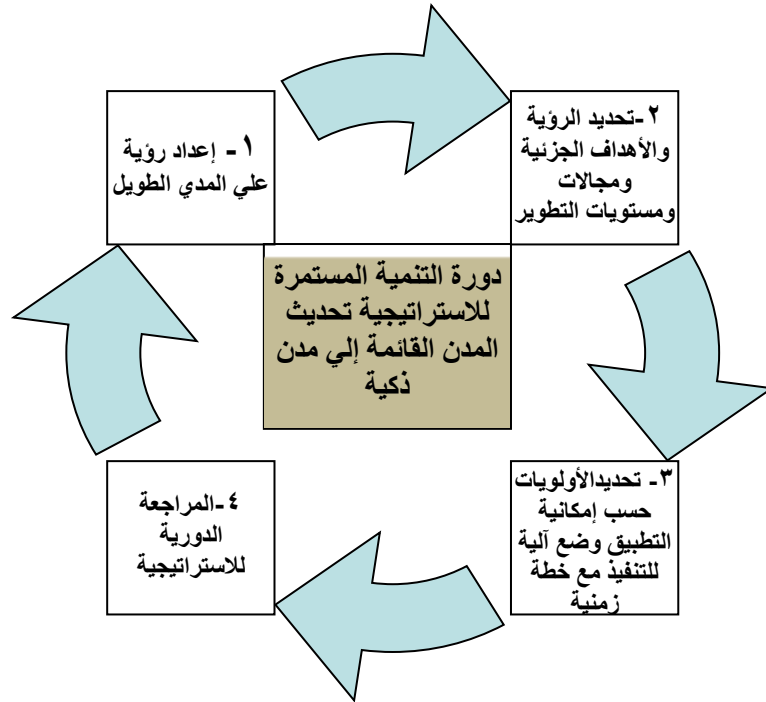 ١ - إعداد رؤية
علي المدي الطويل
٢-تحديد الرؤية
والأهداف الجزئية
ومجالات
ومستويات التطوير
دورة التنمية المستمرة
للاستراتيجية تحديث
المدن القائمة إلي مدن
ذكية
٣- تحديدالأولويات
حسب إمكانية
التطبيق وضع آلية
للتنفيذ مع خطة
زمنية
٤-المراجعة
الدورية
للاستراتيجية